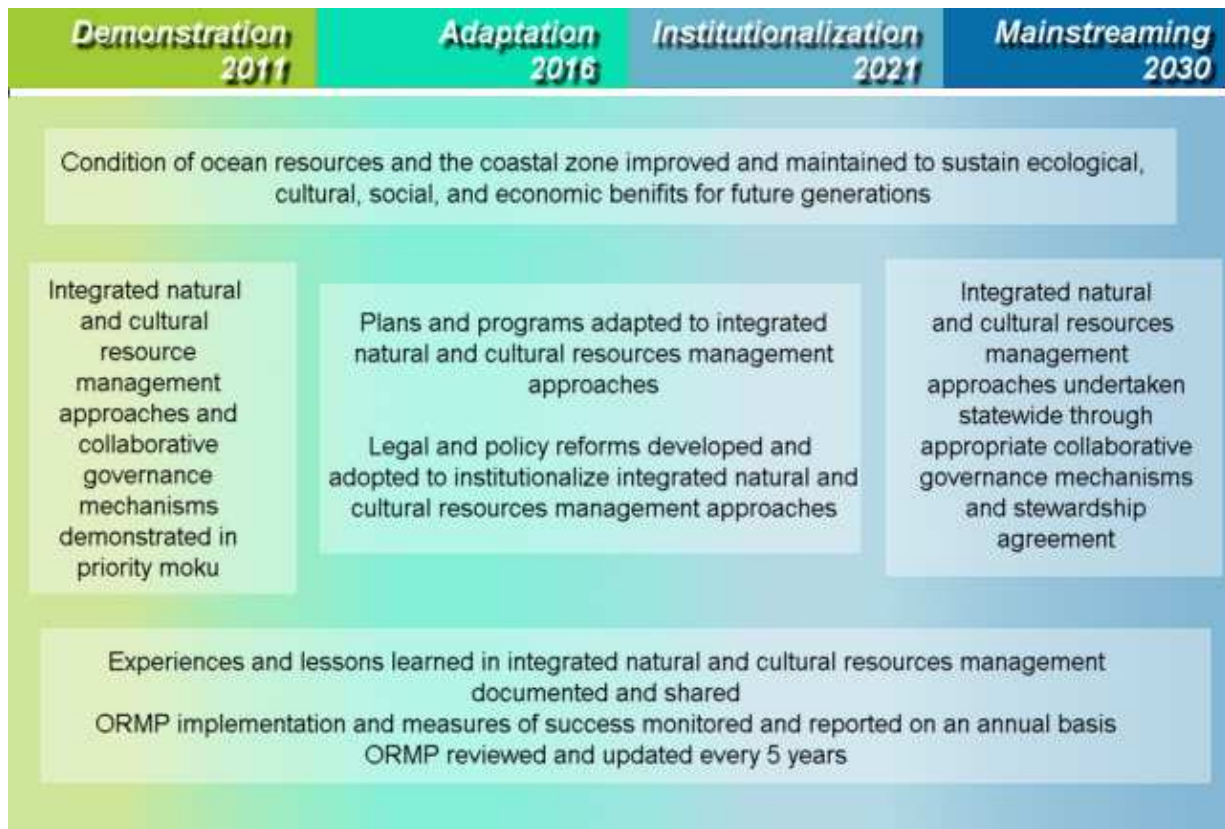 Demonstration
2011
Adaptation
2016
Institutionalization
2021
Mainstreaming
2030
Condition of ocean resources and the coastal zone improved and maintained to sustain ecological,
cultural, social, and economic benifits for future generations
Integrated natural
and cultural
resource
management
approaches and
collaborative
governance
mechanisms
demonstrated in
priority moku
Plans and programs adapted to integrated
natural and cultural resources management
approaches
Legal and policy reforms developed and
adopted to institutionalize integrated natural and
cultural resources management approaches
Integrated natural
and cultural resources
management
approaches undertaken
statewide through
appropriate collaborative
governance mechanisms
and stewardship
agreement
Experiences and lessons learned in integrated natural and cultural resources management
documented and shared
ORMP implementation and measures of success monitored and reported on an annual basis
ORMP reviewed and updated every 5 years